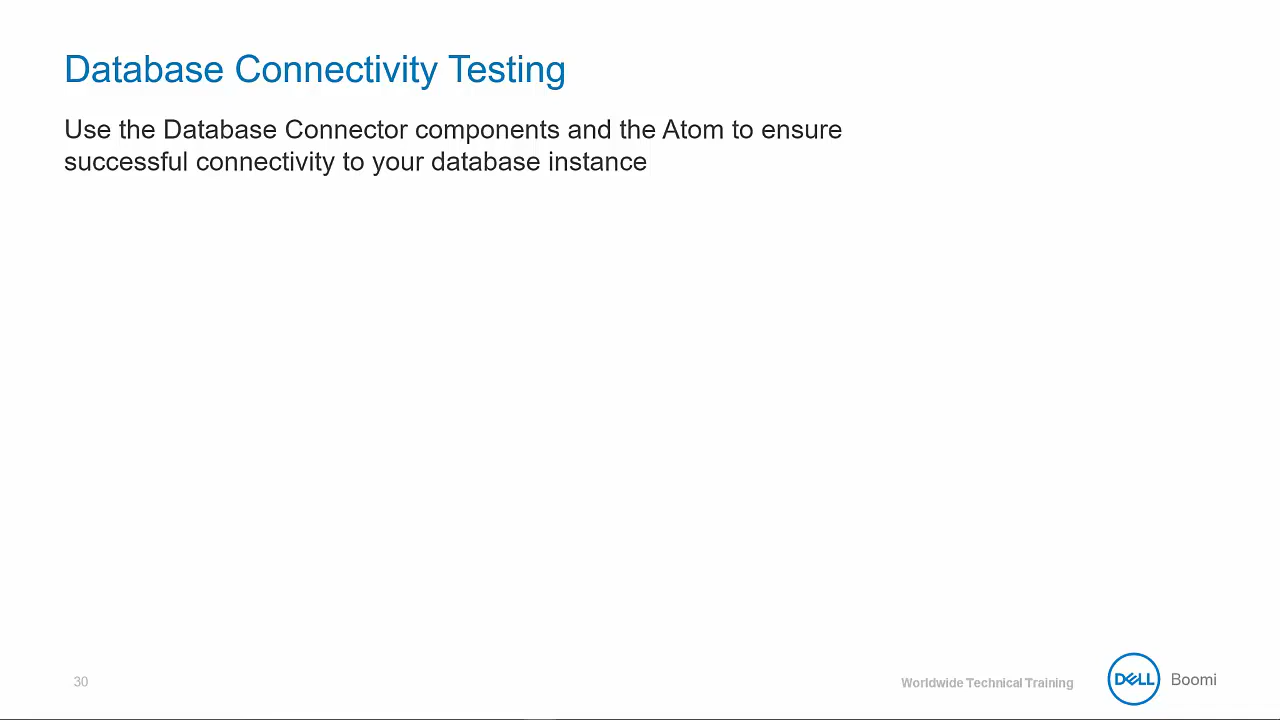 Database Connectivity Testing
Use the Database Connector components and the Atom to ensure
successful connectivity to your database instance
30
Worldwide Technical Training
DELL
Boomi